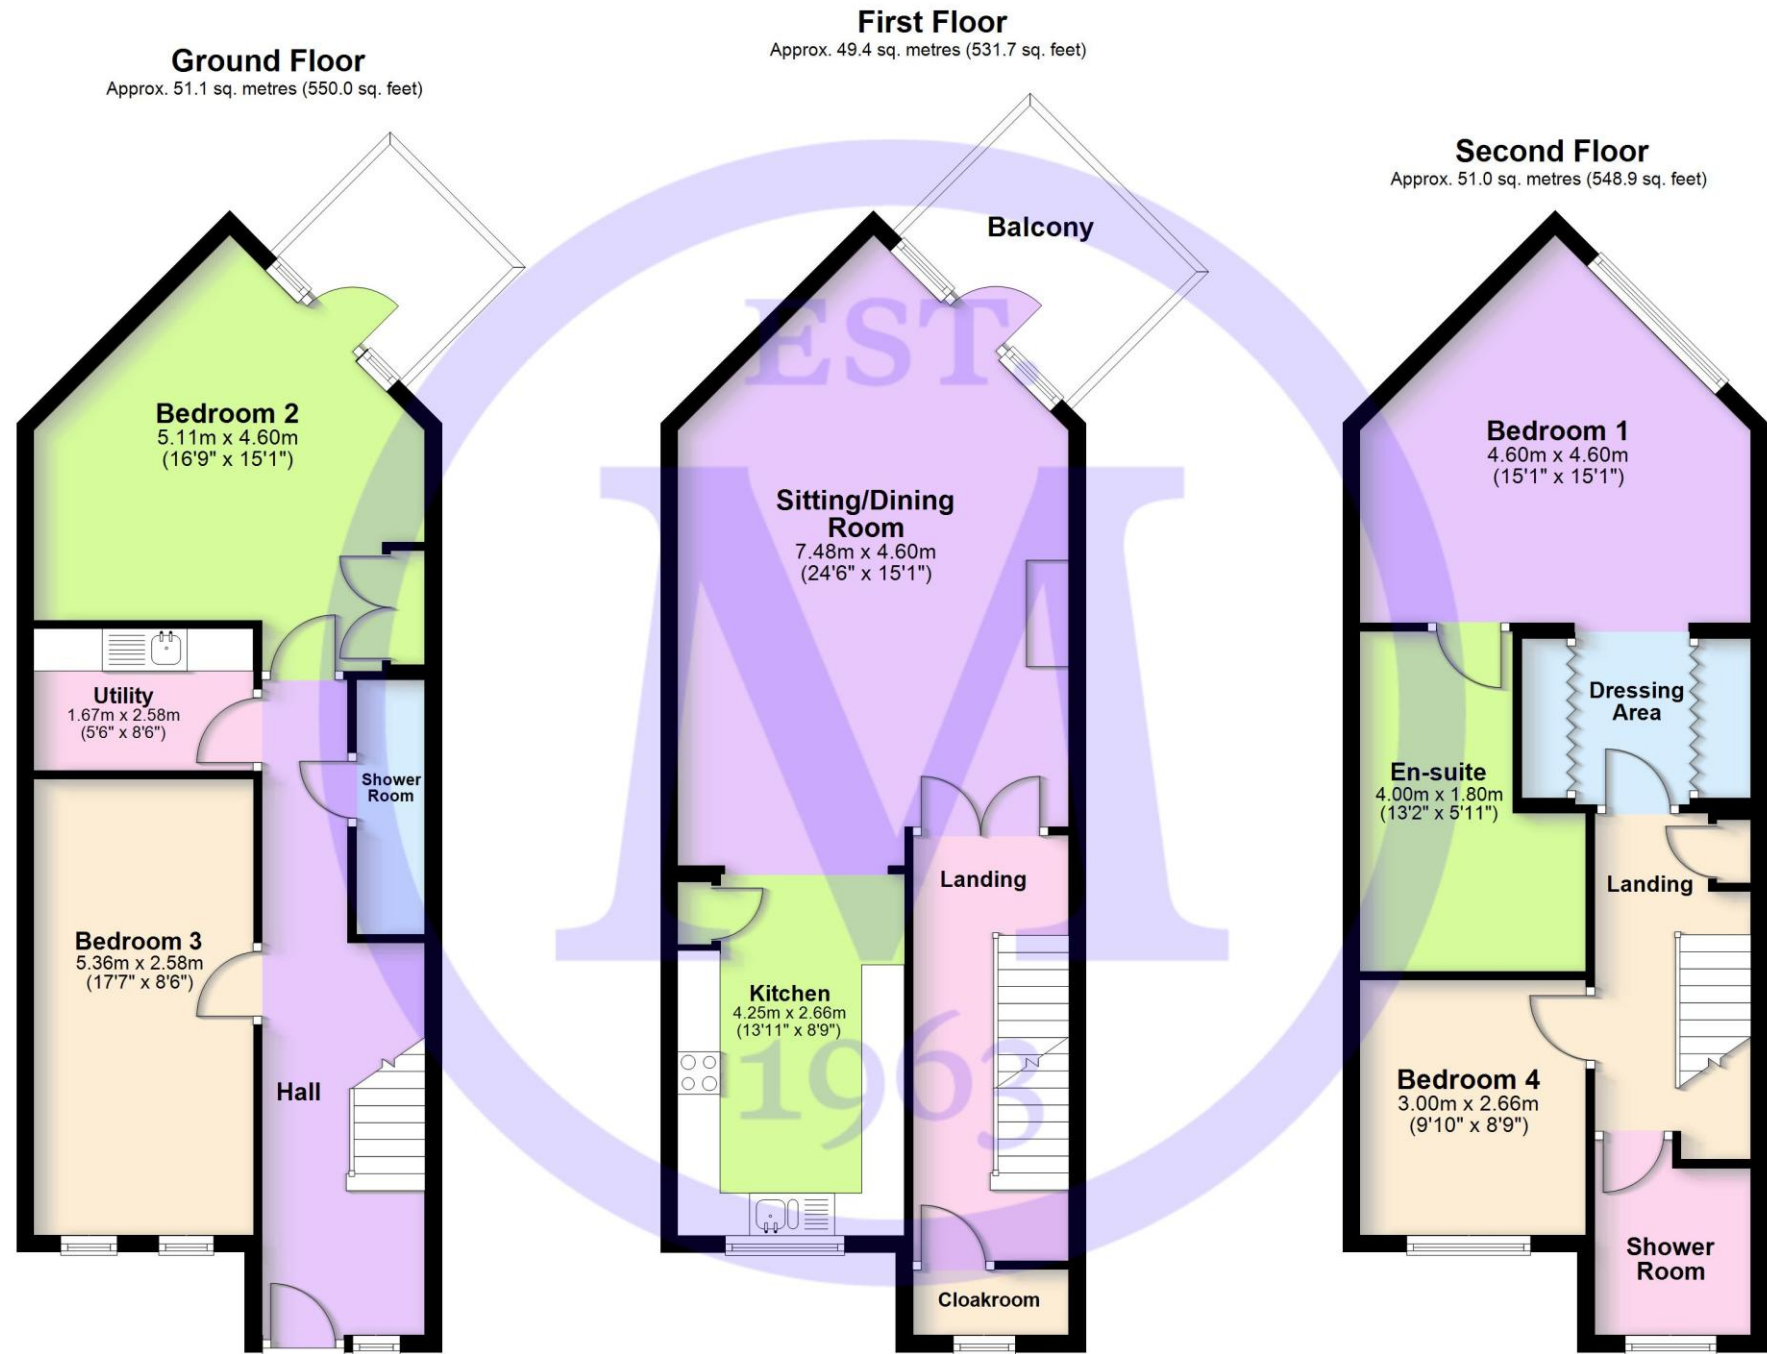 Ground Floor
Approx. 51.1 sq. metres (550.0 sq. feet)
Bedroom 2
5.11m x 4.60m
(16'9" x 15'1")
Utility
1.67m x 2.58m
(5'6" x 8'6")
Shower
Room
Bedroom 3
5.36m x 2.58m
(17'7" x 8'6")
Hall
First Floor
Approx. 49.4 sq. metres (531.7 sq. feet)
Balcony
Sitting/Dining
Room
7.48m x 4.60m
(24'6" x 15'1")
Landing
Kitchen
4.25m x 2.66m
(13'11" x 8'9")
Cloakroom
Second Floor
Approx. 51.0 sq. metres (548.9 sq. feet)
Bedroom 1
4.60m x 4.60m
(15'1" x 15'1")
Dressing
Area
En-suite
4.00m x 1.80m
(13'2" x 5'11")
Landing
Bedroom 4
3.00m x 2.66m
(9'10" x 8'9")
Shower
Room
EST.
M
1963